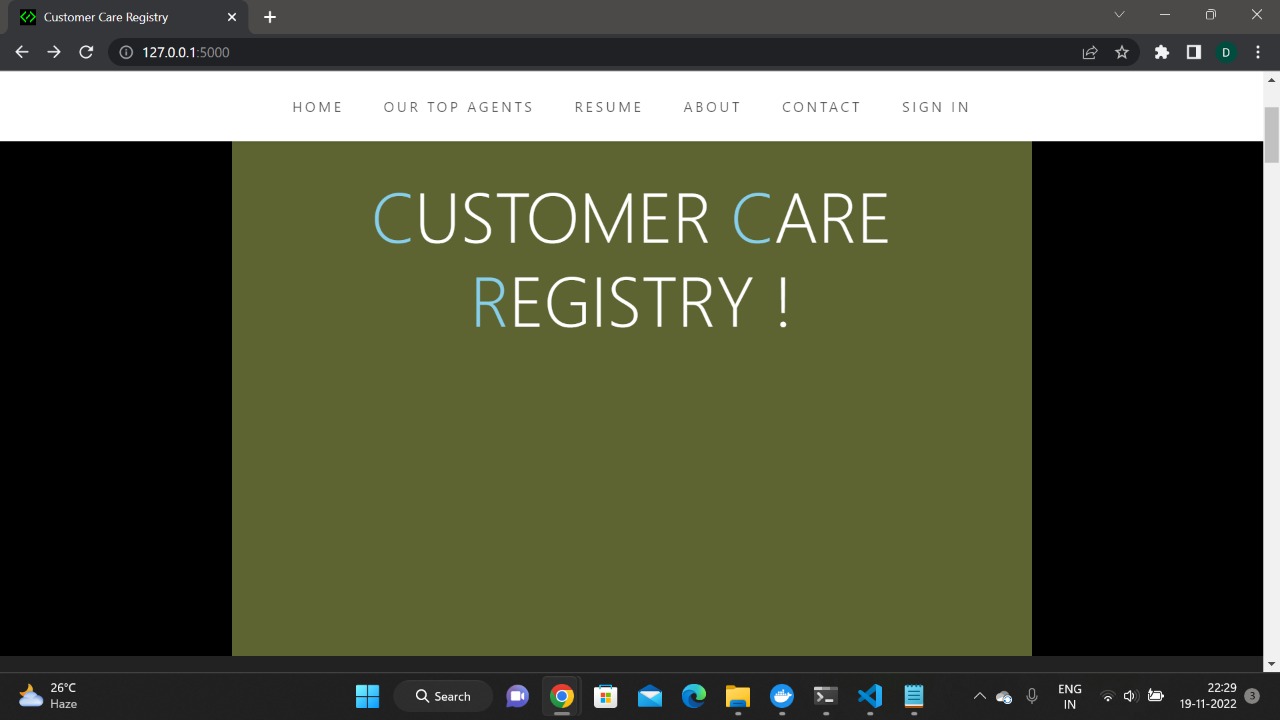 Customer Care Registry
127.0.0.1:5000
D
HOME OUR TOP AGENTS RESUME ABOUT CONTACT SIGN IN
CUSTOMER CARE
REGISTRY !
26°C
Haze
Search
ENG
IN
22:29
19-11-2022
3